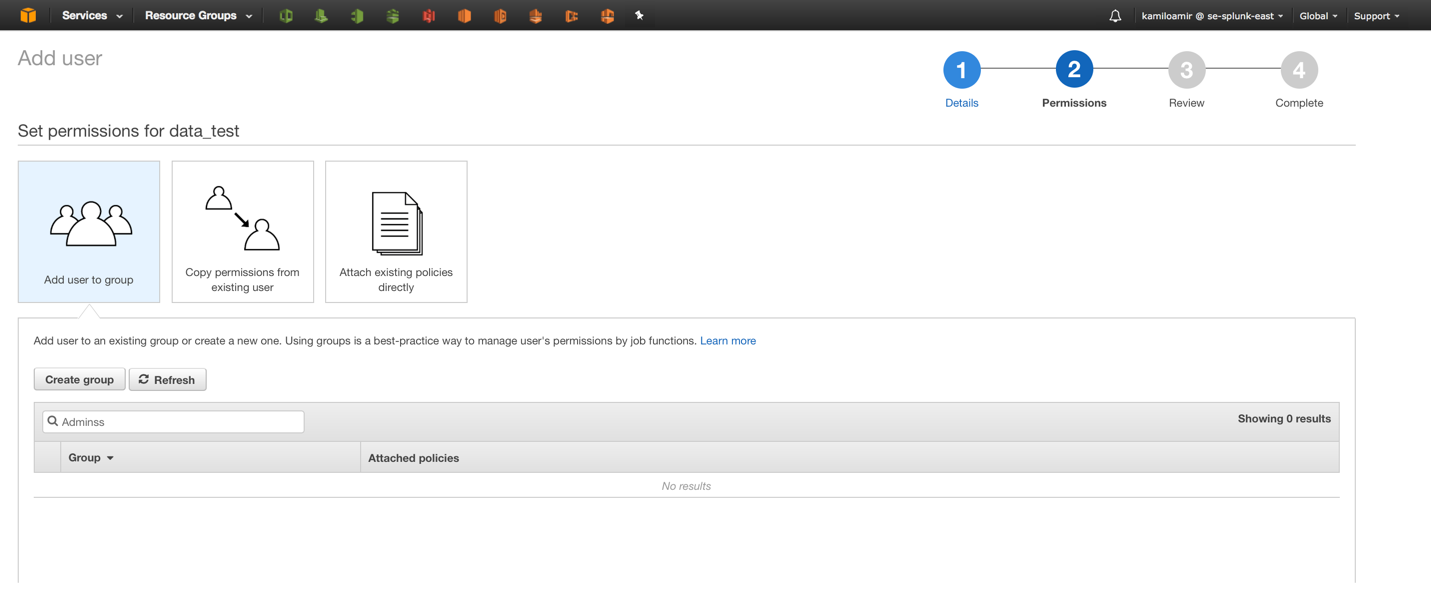 Services Resource Groups kamiloamir @ se-splunk-east Global Support
Add user
1 2 3 4
Details Permissions Review Complete
Set permissions for data_test
Add user to group
Copy permissions from
existing user
Attach existing policies
directly
Add user to an existing group or create a new one. Using groups is a best-practice way to manage user's permissions by job functions. Learn more
Create group Refresh
Adminss Showing 0 results
Group Attached policies
No results